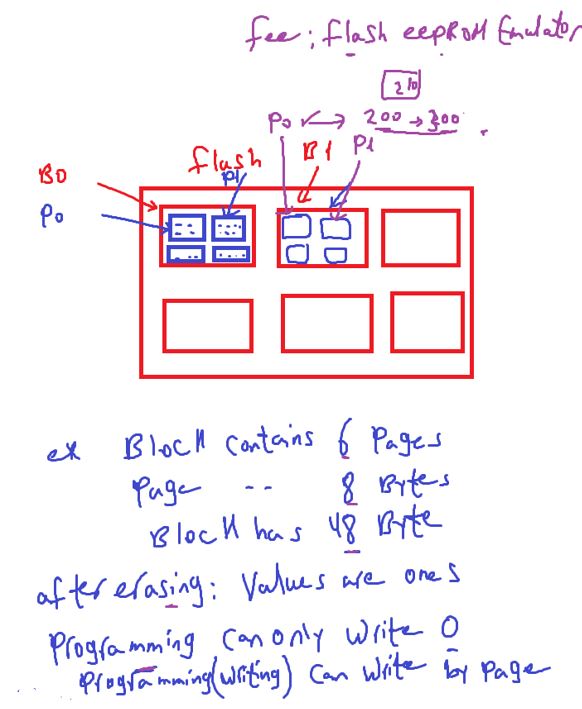 fee: flash eepROM Emulator
210
P0 → 200 → 300
P1
flash B1
P1
B0
P0
ex Block contains 6 Pages
Page -- 8 Bytes
Block has 48 Byte
after erasing: Values are ones
Programming can only write 0
Programming(writing) can write by page